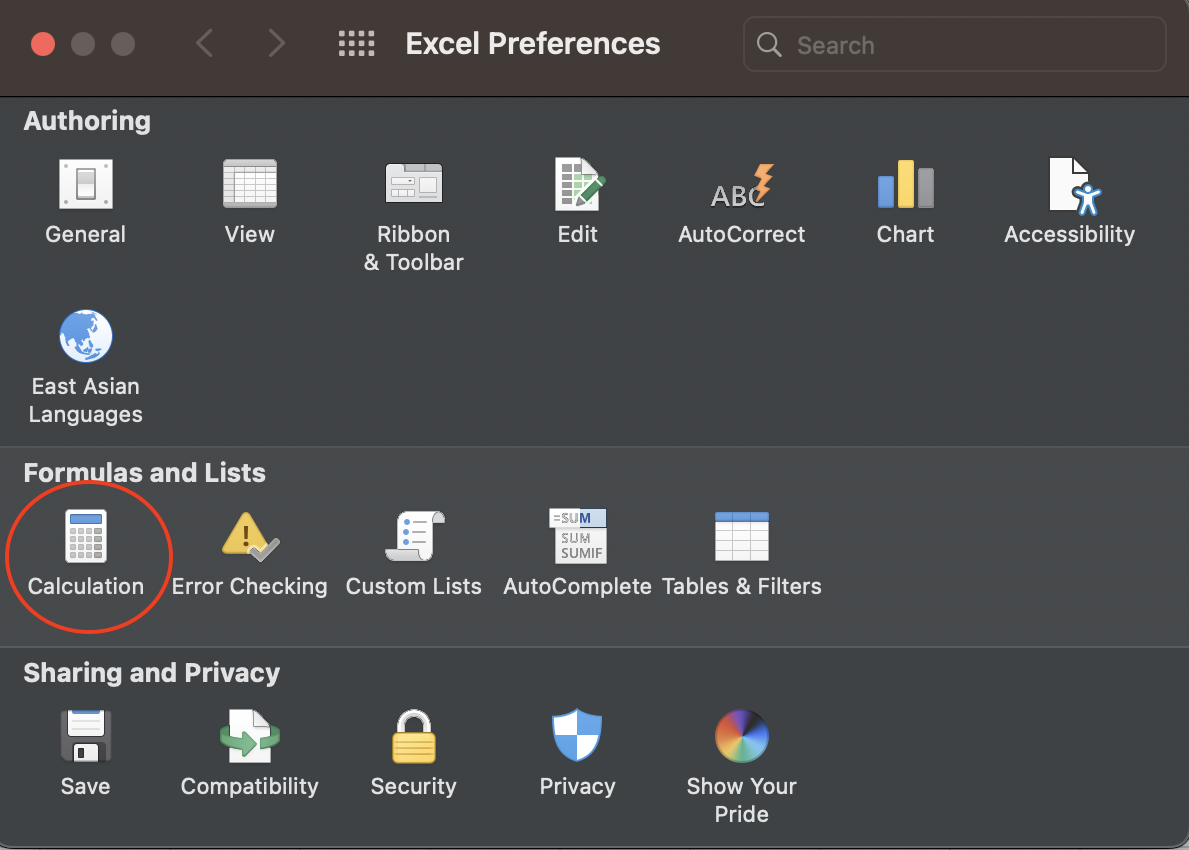 Excel Preferences
Search
Authoring
General
View
Ribbon
& Toolbar
Edit
ABC
AutoCorrect
Chart
Accessibility
East Asian
Languages
Formulas and Lists
Calculation
!
Error Checking
Custom Lists
=SUM
SUM
SUMIF
AutoComplete
Tables & Filters
Sharing and Privacy
Save
Compatibility
Security
Privacy
Show Your
Pride